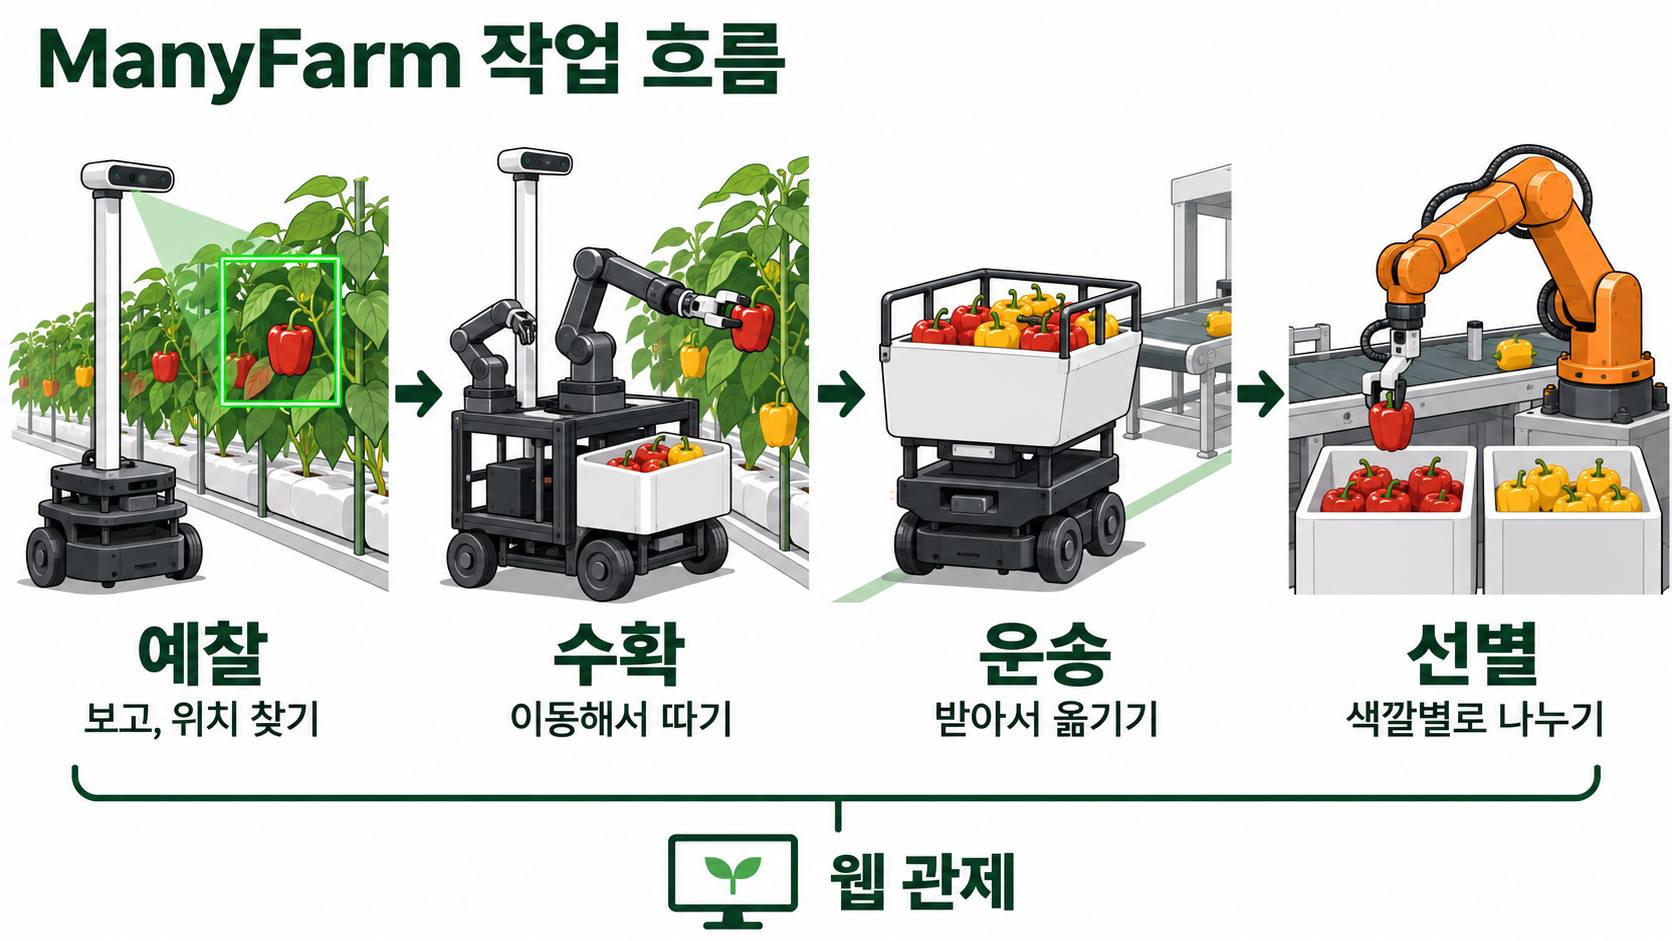 ManyFarm 작업 흐름
예찰
보고, 위치 찾기
수확
이동해서 따기
운송
받아서 옮기기
선별
색깔별로 나누기
웹 관제